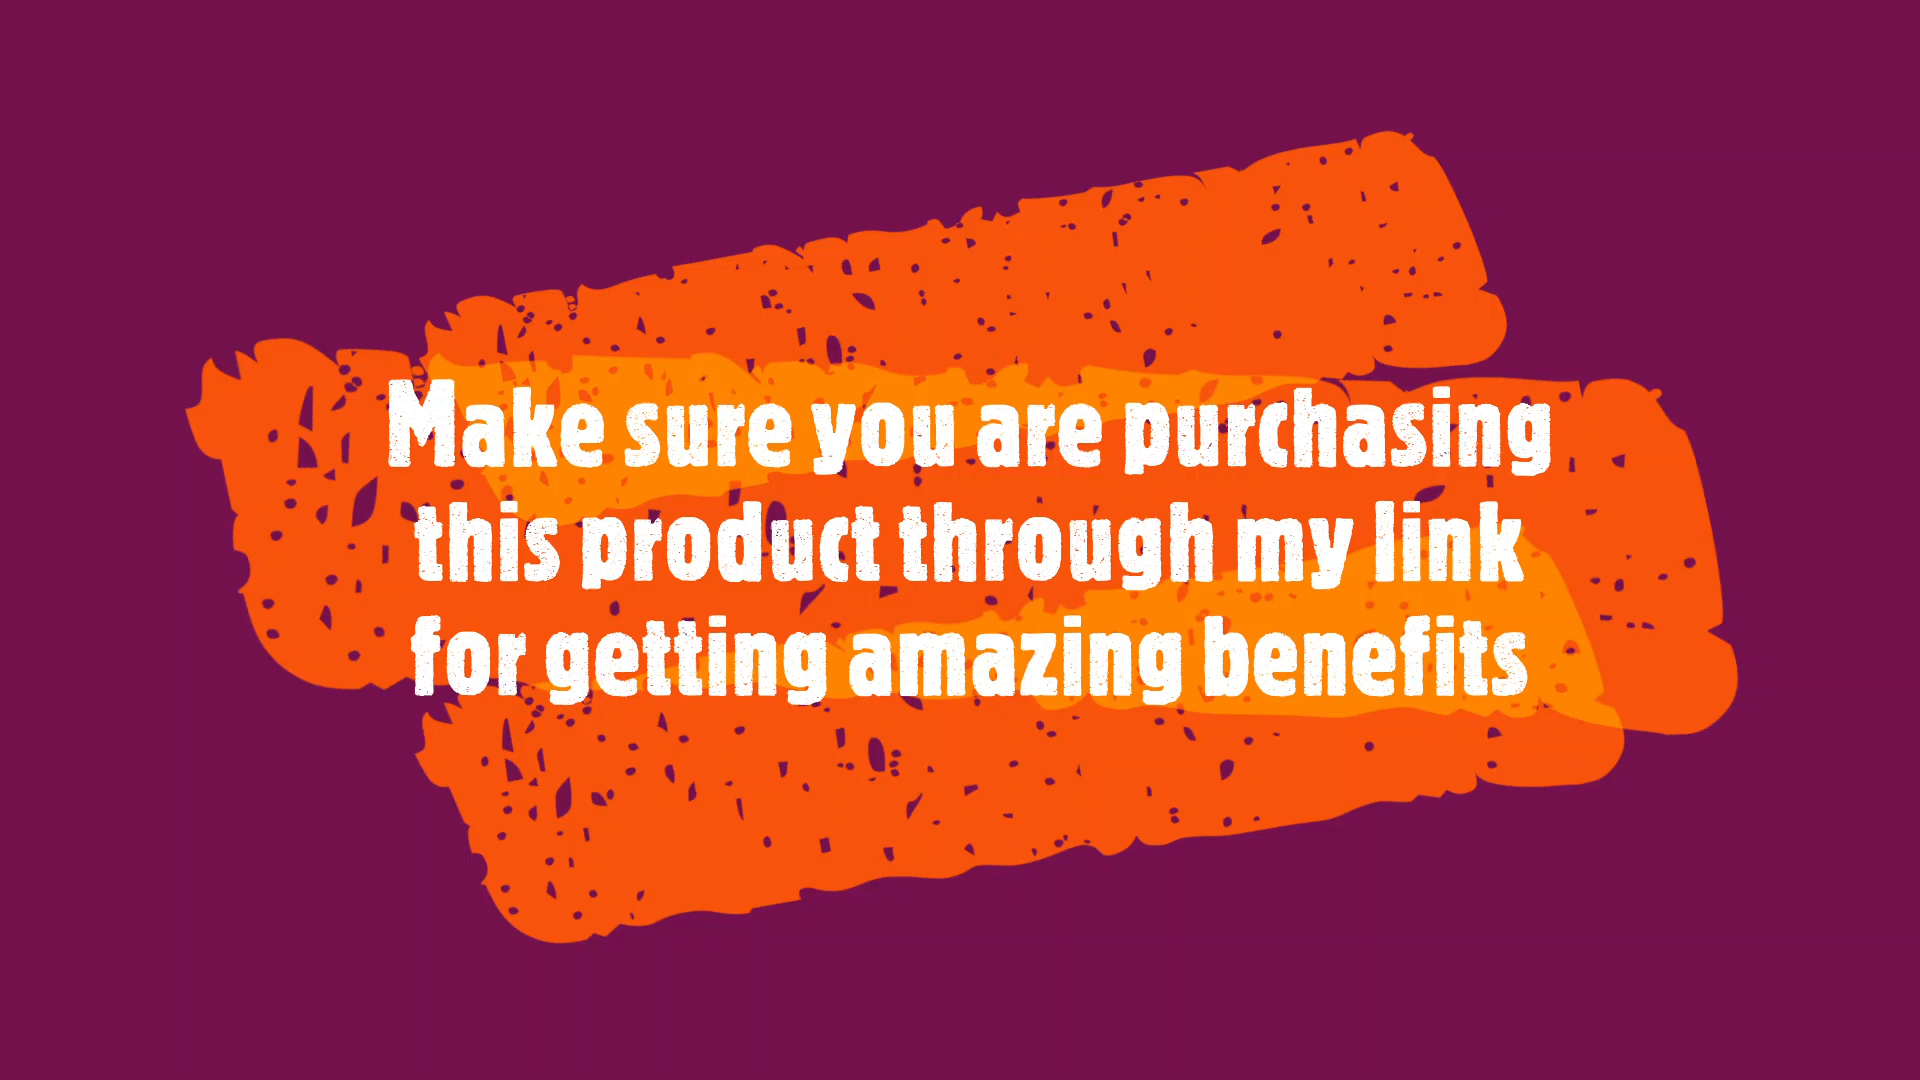 Make sure you are purchasing
this product through my link
for getting amazing benefits